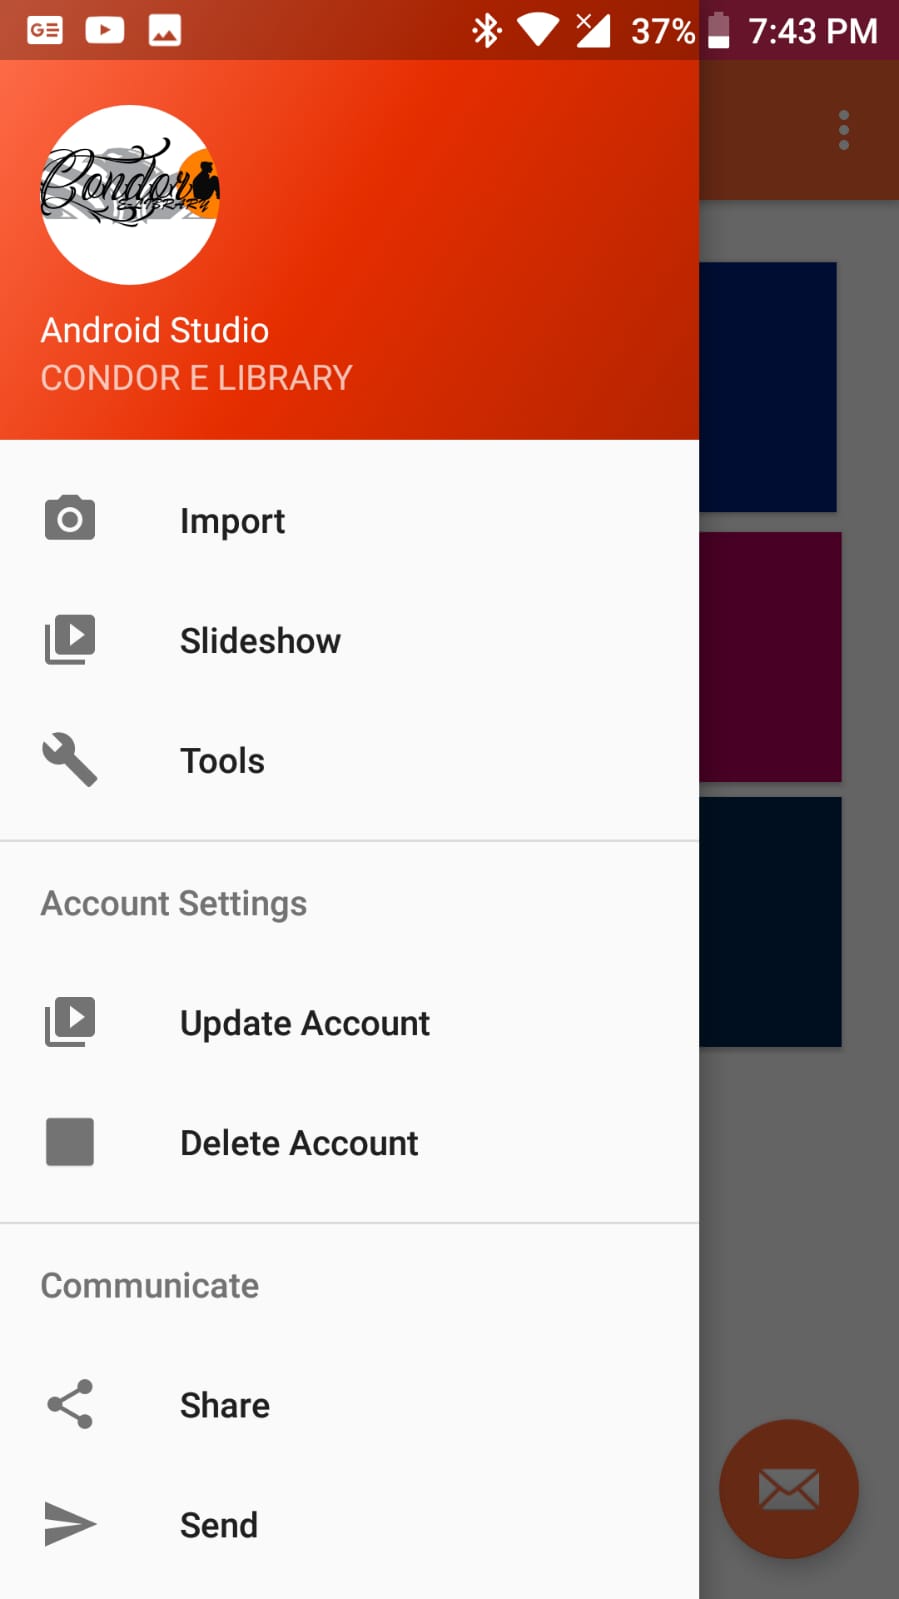 GE
37%
7:43 PM
Condor
E-LIBRARY
Android Studio
CONDOR E LIBRARY
Import
Slideshow
Tools
Account Settings
Update Account
Delete Account
Communicate
Share
Send